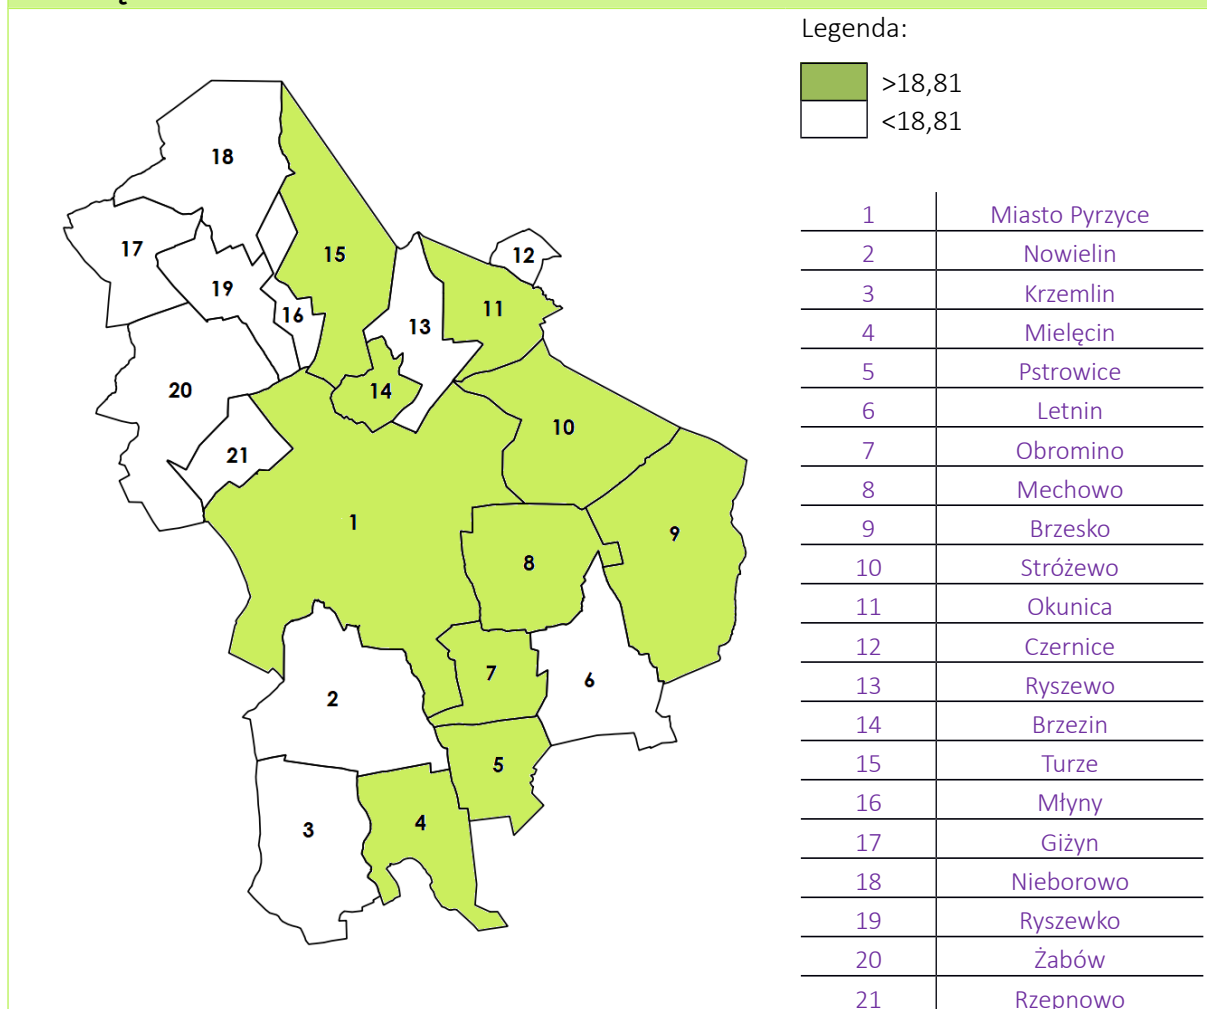 Legenda:
>18,81
<18,81
18
17
15
12
19
16
11
13
20
14
10
21
1
9
8
7
6
2
5
3
4
1 Miasto Pyrzyce
2 Nowielin
3 Krzemlin
4 Mielęcin
5 Pstrowice
6 Letnin
7 Obromino
8 Mechowo
9 Brzesko
10 Stróżewo
11 Okunica
12 Czernice
13 Ryszewo
14 Brzezin
15 Turze
16 Młyny
17 Giżyn
18 Nieborowo
19 Ryszewko
20 Żabów
21 Rzepnowo